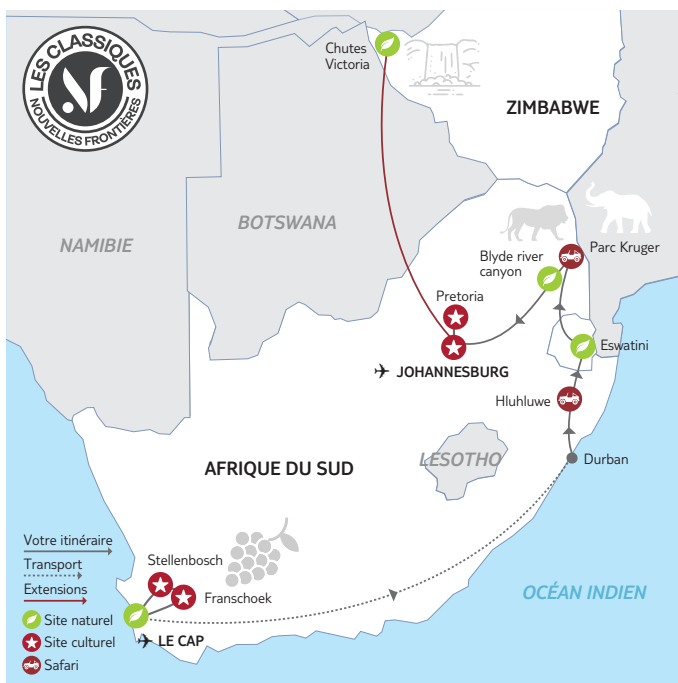 LES CLASSIQUES
NF
NOUVELLES FRONTIÈRES
Chutes
Victoria
ZIMBABWE
BOTSWANA
NAMIBIE
Blyde river
canyon
Parc Kruger
Pretoria
Eswatini
JOHANNESBURG
Hluhluwe
LESOTHO
Durban
AFRIQUE DU SUD
Votre itinéraire
Transport
Extensions
Site naturel
Site culturel
Safari
Stellenbosch
Franschoek
LE CAP
OCÉAN INDIEN